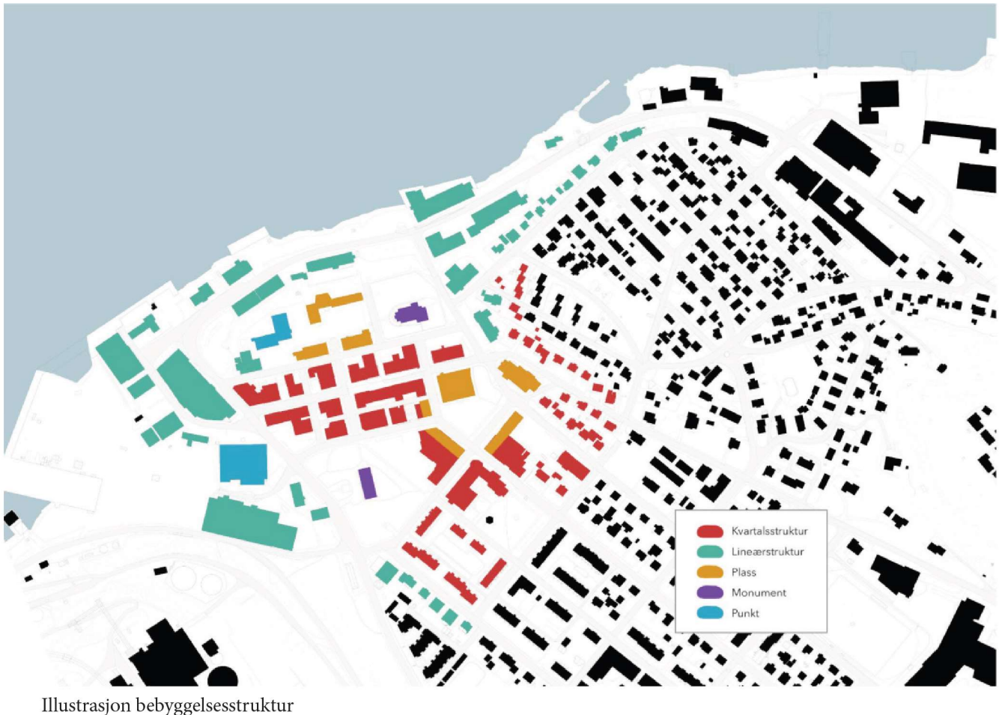 Kvartalsstruktur
Lineærstruktur
Plass
Monument
Punkt
Illustrasjon bebyggelsesstruktur